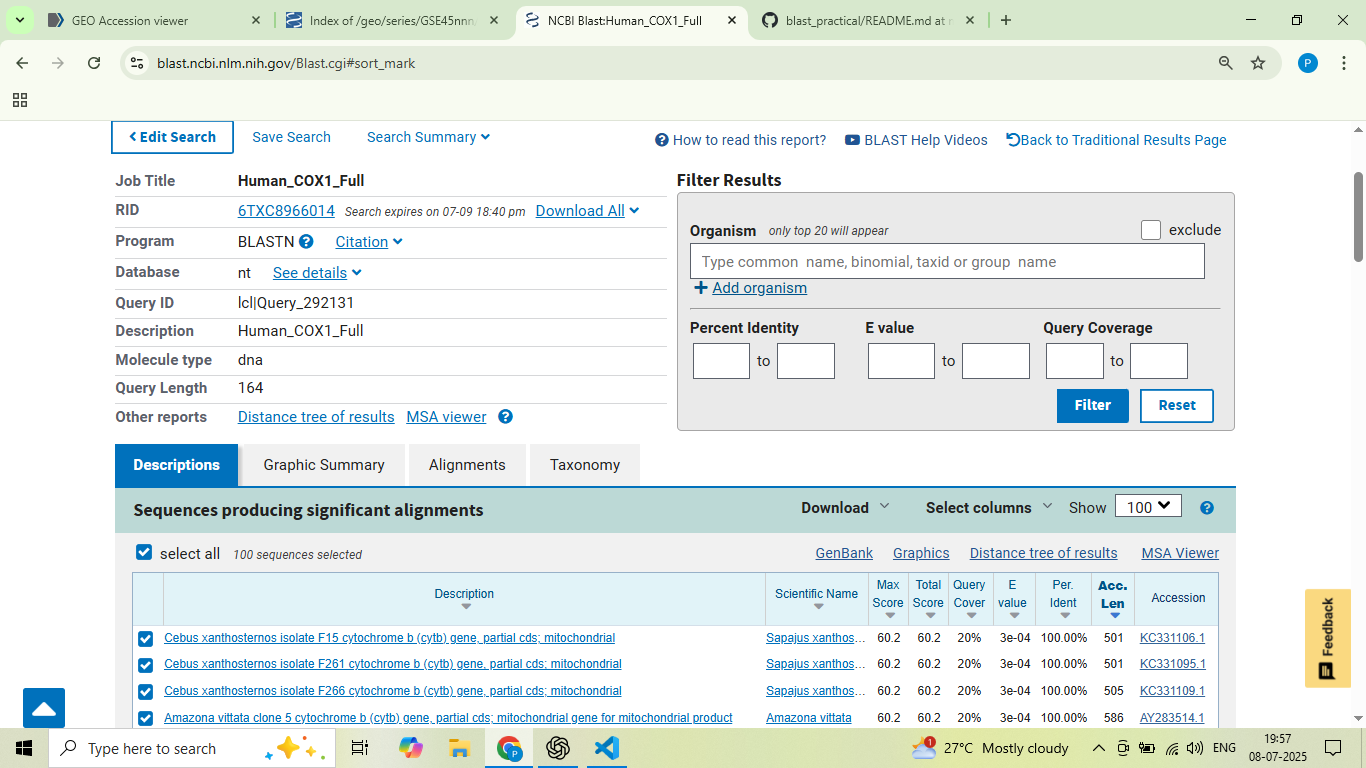 GEO Accession viewer
Index of /geo/series/GSE45nnn
NCBI Blast:Human_COX1_Full
blast_practical/README.md at
blast.ncbi.nlm.nih.gov/Blast.cgi#sort_mark
P
Edit Search Save Search Search Summary
How to read this report? BLAST Help Videos Back to Traditional Results Page
Job Title Human_COX1_Full
RID 6TXC8966014 Search expires on 07-09 18:40 pm Download All
Program BLASTN Citation
Database nt See details
Query ID lcl|Query_292131
Description Human_COX1_Full
Molecule type dna
Query Length 164
Other reports Distance tree of results MSA viewer
Filter Results
Organism only top 20 will appear exclude
Type common name, binomial, taxid or group name
Add organism
Percent Identity E value Query Coverage
to to to
Filter Reset
Descriptions Graphic Summary Alignments Taxonomy
Sequences producing significant alignments Download Select columns Show 100
select all 100 sequences selected GenBank Graphics Distance tree of results MSA Viewer
Description Scientific Name Max Score Total Score Query Cover E value Per. Ident Acc. Len Accession
Cebus xanthosternos isolate F15 cytochrome b (cytb) gene, partial cds; mitochondrial Sapajus xanthos... 60.2 60.2 20% 3e-04 100.00% 501 KC331106.1
Cebus xanthosternos isolate F261 cytochrome b (cytb) gene, partial cds; mitochondrial Sapajus xanthos... 60.2 60.2 20% 3e-04 100.00% 501 KC331095.1
Cebus xanthosternos isolate F266 cytochrome b (cytb) gene, partial cds; mitochondrial Sapajus xanthos... 60.2 60.2 20% 3e-04 100.00% 505 KC331109.1
Amazona vittata clone 5 cytochrome b (cytb) gene, partial cds; mitochondrial gene for mitochondrial product Amazona vittata 60.2 60.2 20% 3e-04 100.00% 586 AY283514.1
Feedback
Type here to search
1
27°C Mostly cloudy
ENG
19:57
08-07-2025